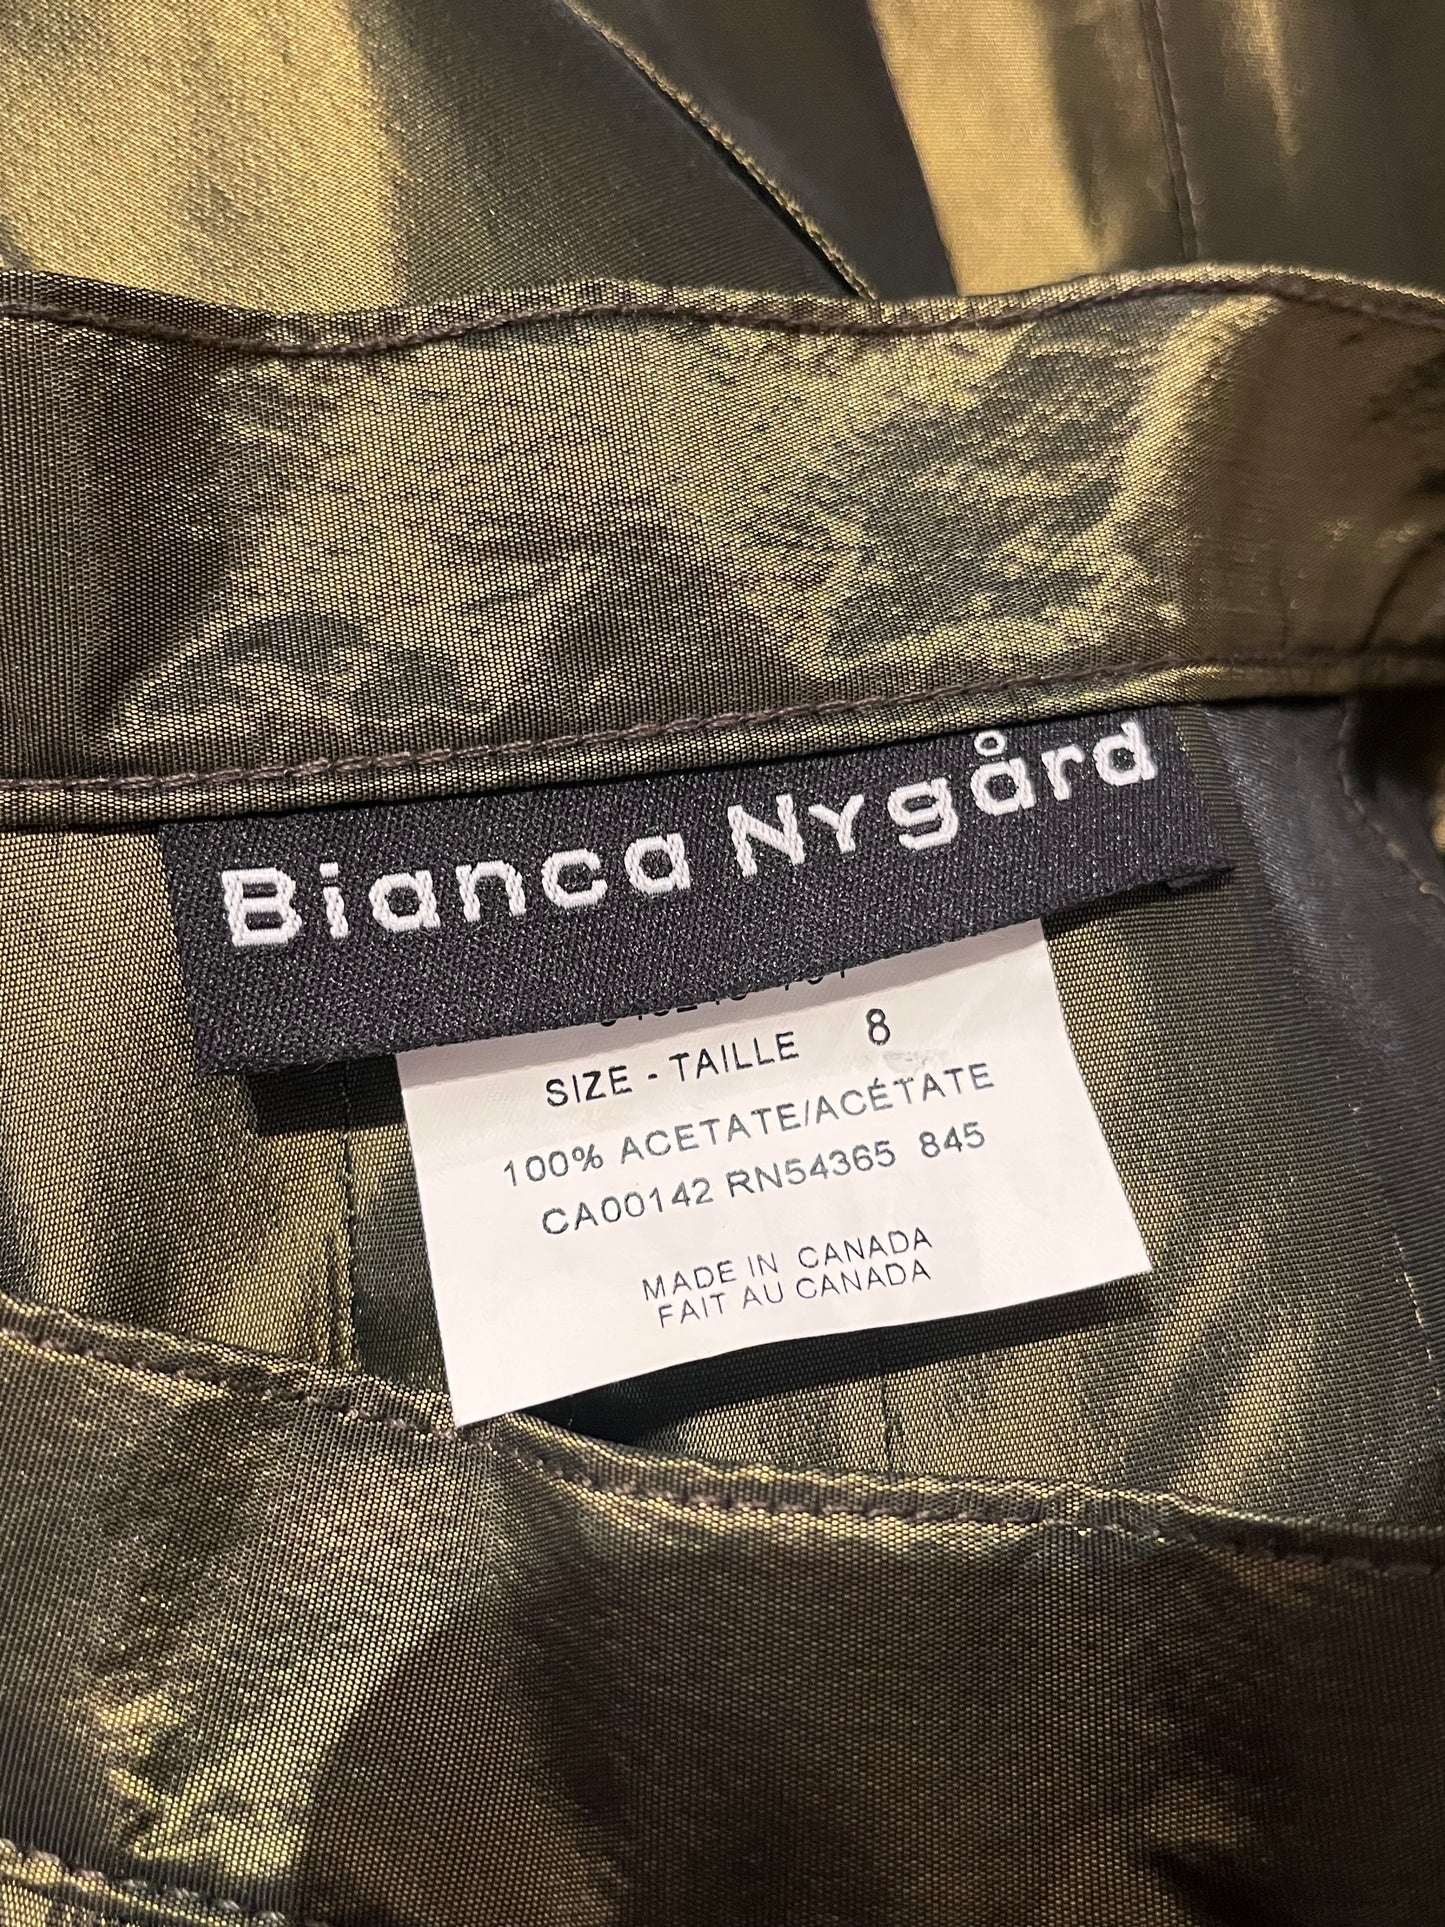 Bianca Nygård
SIZE - TAILLE 8
100% ACETATE/ACÉTATE
CA00142 RN54365 845
MADE IN CANADA
FAIT AU CANADA